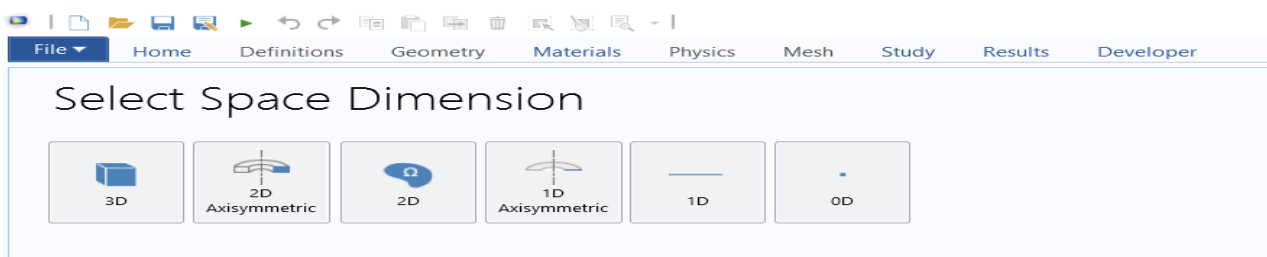 File Home Definitions Geometry Materials Physics Mesh Study Results Developer
Select Space Dimension
3D
2D
Axisymmetric
Ω
2D
1D
Axisymmetric
1D
0D